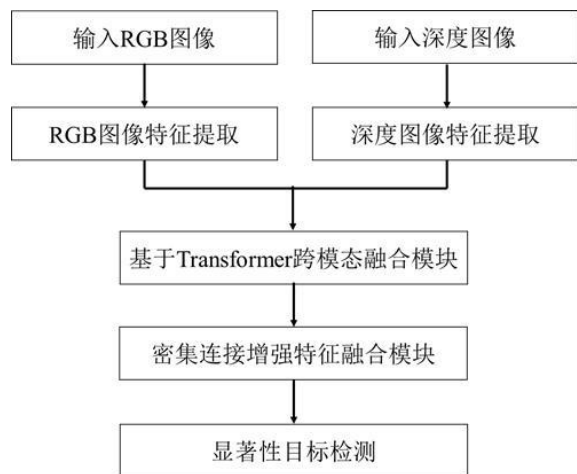 输入RGB图像
输入深度图像
RGB图像特征提取
深度图像特征提取
基于Transformer跨模态融合模块
密集连接增强特征融合模块
显著性目标检测